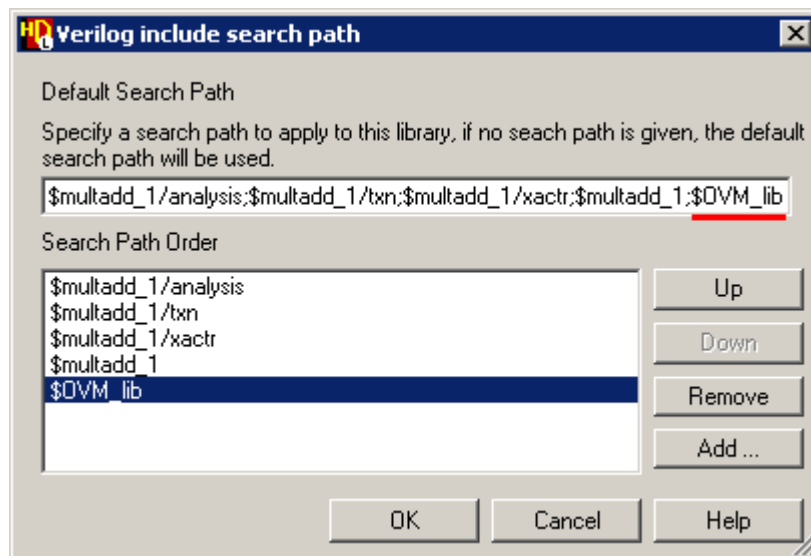 HDL Verilog include search path
Default Search Path
Specify a search path to apply to this library, if no seach path is given, the default
search path will be used.
$multadd_1/analysis;$multadd_1/txn;$multadd_1/xactr;$multadd_1;$OVM_lib
Search Path Order
$multadd_1/analysis
$multadd_1/txn
$multadd_1/xactr
$multadd_1
$OVM_lib
Up
Down
Remove
Add ...
OK Cancel Help